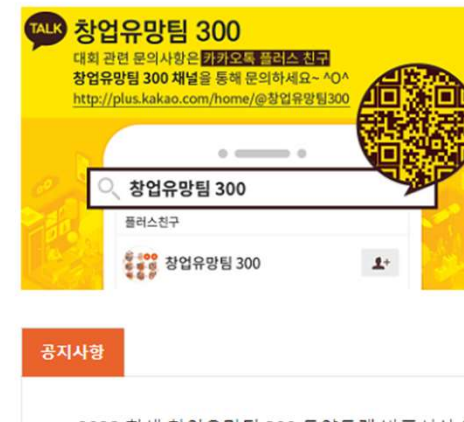 TALK 창업유망팀 300
대회 관련 문의사항은 카카오톡 플러스 친구
창업유망팀 300 채널을 통해 문의하세요~ ^O^
http://plus.kakao.com/home/@창업유망팀300
창업유망팀 300
플러스친구
창업유망팀 300
공지사항